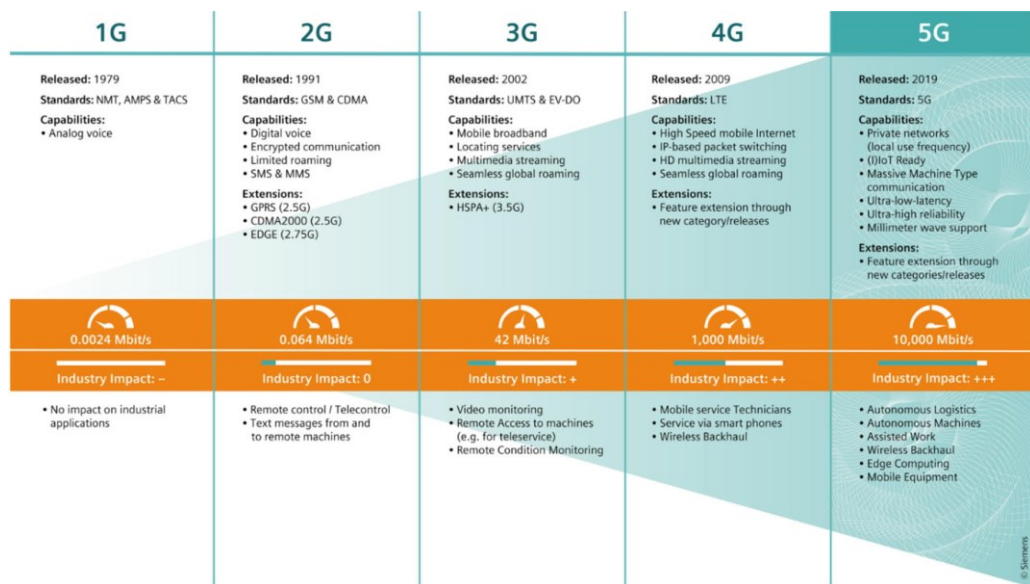 1G
Released: 1979
Standards: NMT, AMPS & TACS
Capabilities:
• Analog voice
2G
Released: 1991
Standards: GSM & CDMA
Capabilities:
• Digital voice
• Encrypted communication
• Limited roaming
• SMS & MMS
Extensions:
• GPRS (2.5G)
• CDMA2000 (2.5G)
• EDGE (2.75G)
3G
Released: 2002
Standards: UMTS & EV-DO
Capabilities:
• Mobile broadband
• Locating services
• Multimedia streaming
• Seamless global roaming
Extensions:
• HSPA+ (3.5G)
4G
Released: 2009
Standards: LTE
Capabilities:
• High Speed mobile Internet
• IP-based packet switching
• HD multimedia streaming
• Seamless global roaming
Extensions:
• Feature extension through
new category/releases
5G
Released: 2019
Standards: 5G
Capabilities:
• Private networks
(local use frequency)
• (I)IoT Ready
• Massive Machine Type
communication
• Ultra-low-latency
• Ultra-high reliability
• Millimeter wave support
Extensions:
• Feature extension through
new categories/releases
0.0024 Mbit/s
0.064 Mbit/s
42 Mbit/s
1,000 Mbit/s
10,000 Mbit/s
Industry Impact: –
Industry Impact: 0
Industry Impact: +
Industry Impact: ++
Industry Impact: +++
• No impact on industrial
applications
• Remote control / Telecontrol
• Text messages from and
to remote machines
• Video monitoring
• Remote Access to machines
(e.g. for teleservice)
• Remote Condition Monitoring
• Mobile service Technicians
• Service via smart phones
• Wireless Backhaul
• Autonomous Logistics
• Autonomous Machines
• Assisted Work
• Wireless Backhaul
• Edge Computing
• Mobile Equipment
© Siemens